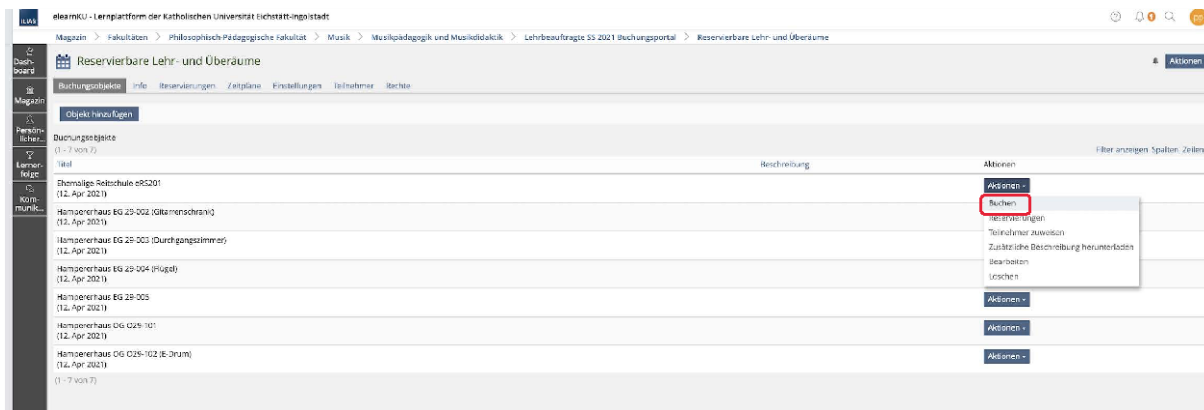 ILIAS
elearnKU - Lernplattform der Katholischen Universität Eichstätt-Ingolstadt
Magazin > Fakultäten > Philosophisch-Pädagogische Fakultät > Musik > Musikpädagogik und Musikdidaktik > Lehrbeauftragte SS 2021 Buchungsportal > Reservierbare Lehr- und Überäume
Dash-
board
Magazin
Persön-
licher...
Lerner-
folge
Kom-
munik...
Reservierbare Lehr- und Überäume
Aktionen
Buchungsobjekte Info Reservierungen Zeitpläne Einstellungen Teilnehmer Rechte
Objekt hinzufügen
Buchungsobjekte
(1 - 7 von 7)
Filter anzeigen Spalten Zeilen
Titel Beschreibung Aktionen
Ehemalige Reitschule eRS201
(12. Apr 2021)
Aktionen
Buchen
Reservierungen
Teilnehmer zuweisen
Zusätzliche Beschreibung herunterladen
Bearbeiten
Löschen
Hampererhaus EG 29-002 (Gitarrenschrank)
(12. Apr 2021)
Hampererhaus EG 29-003 (Durchgangszimmer)
(12. Apr 2021)
Hampererhaus EG 29-004 (Flügel)
(12. Apr 2021)
Hampererhaus EG 29-005
(12. Apr 2021)
Aktionen
Hampererhaus OG O29-101
(12. Apr 2021)
Aktionen
Hampererhaus OG O29-102 (E-Drum)
(12. Apr 2021)
Aktionen
(1 - 7 von 7)